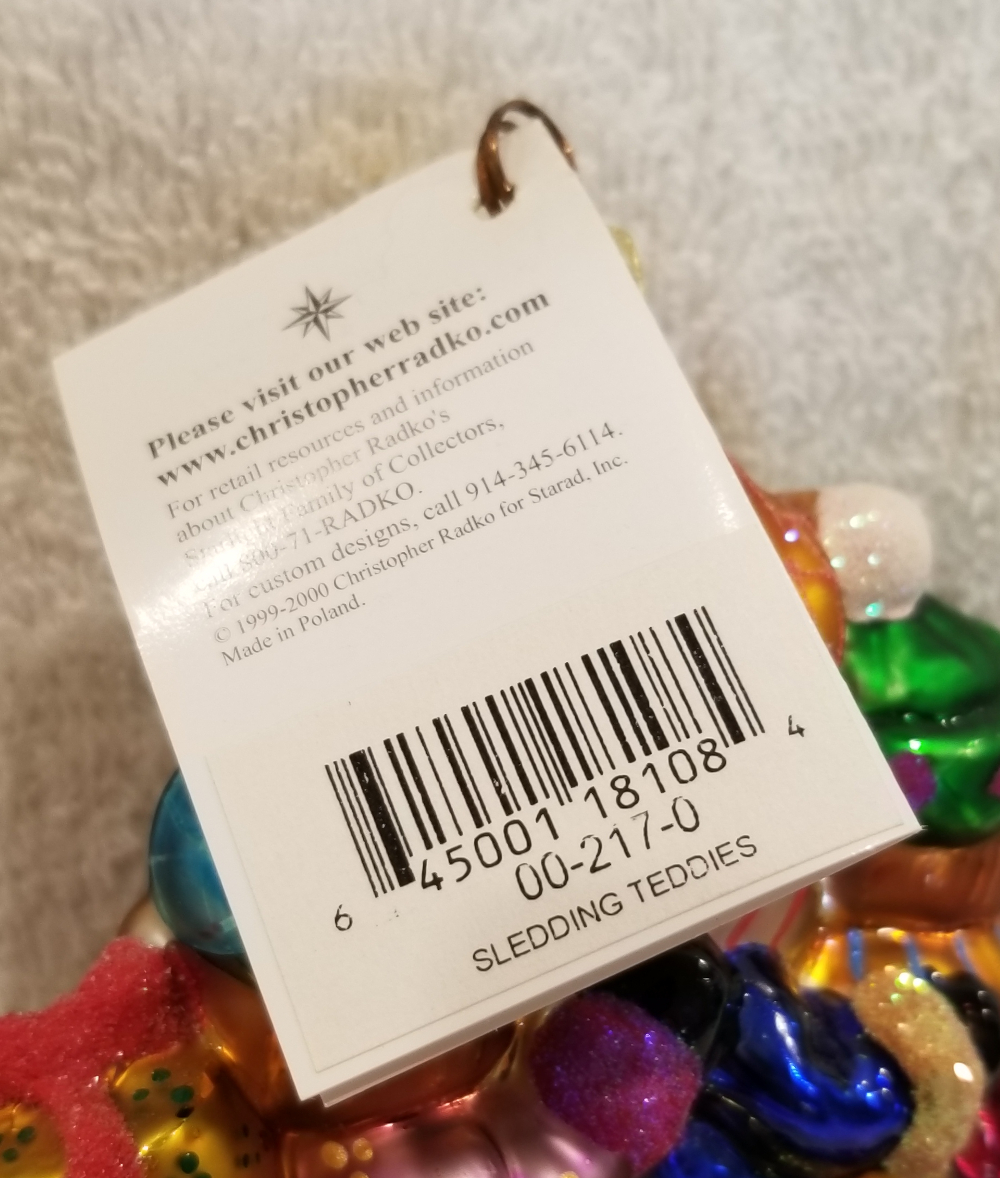 Please visit our web site:
www.christopherradko.com
For retail resources and information
about Christopher Radko's
Starlight Family of Collectors,
call 800-71-RADKO.
For custom designs, call 914-345-6114.
© 1999-2000 Christopher Radko for Starad, Inc.
Made in Poland.
6 45001 18108 4
00-217-0
SLEDDING TEDDIES